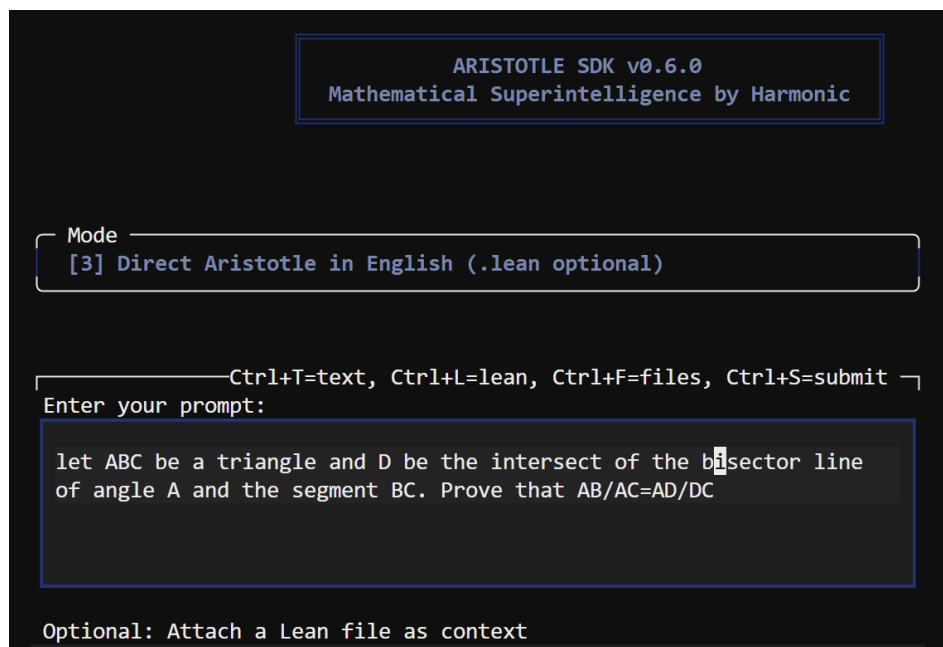 ARISTOTLE SDK v0.6.0
Mathematical Superintelligence by Harmonic
Mode
[3] Direct Aristotle in English (.lean optional)
Ctrl+T=text, Ctrl+L=lean, Ctrl+F=files, Ctrl+S=submit
Enter your prompt:
let ABC be a triangle and D be the intersect of the bisector line
of angle A and the segment BC. Prove that AB/AC=AD/DC
Optional: Attach a Lean file as context